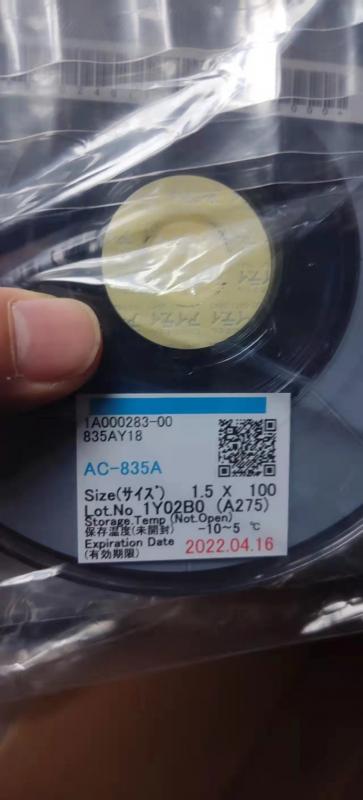 1A000283-00
835AY18
AC-835A
Size(サイズ) 1.5 X 100
Lot.No 1Y02B0 (A275)
Storage.Temp (Not.Open)
保存温度(未開封) -10~5 ℃
Expiration Date
(有効期限) 2022.04.16